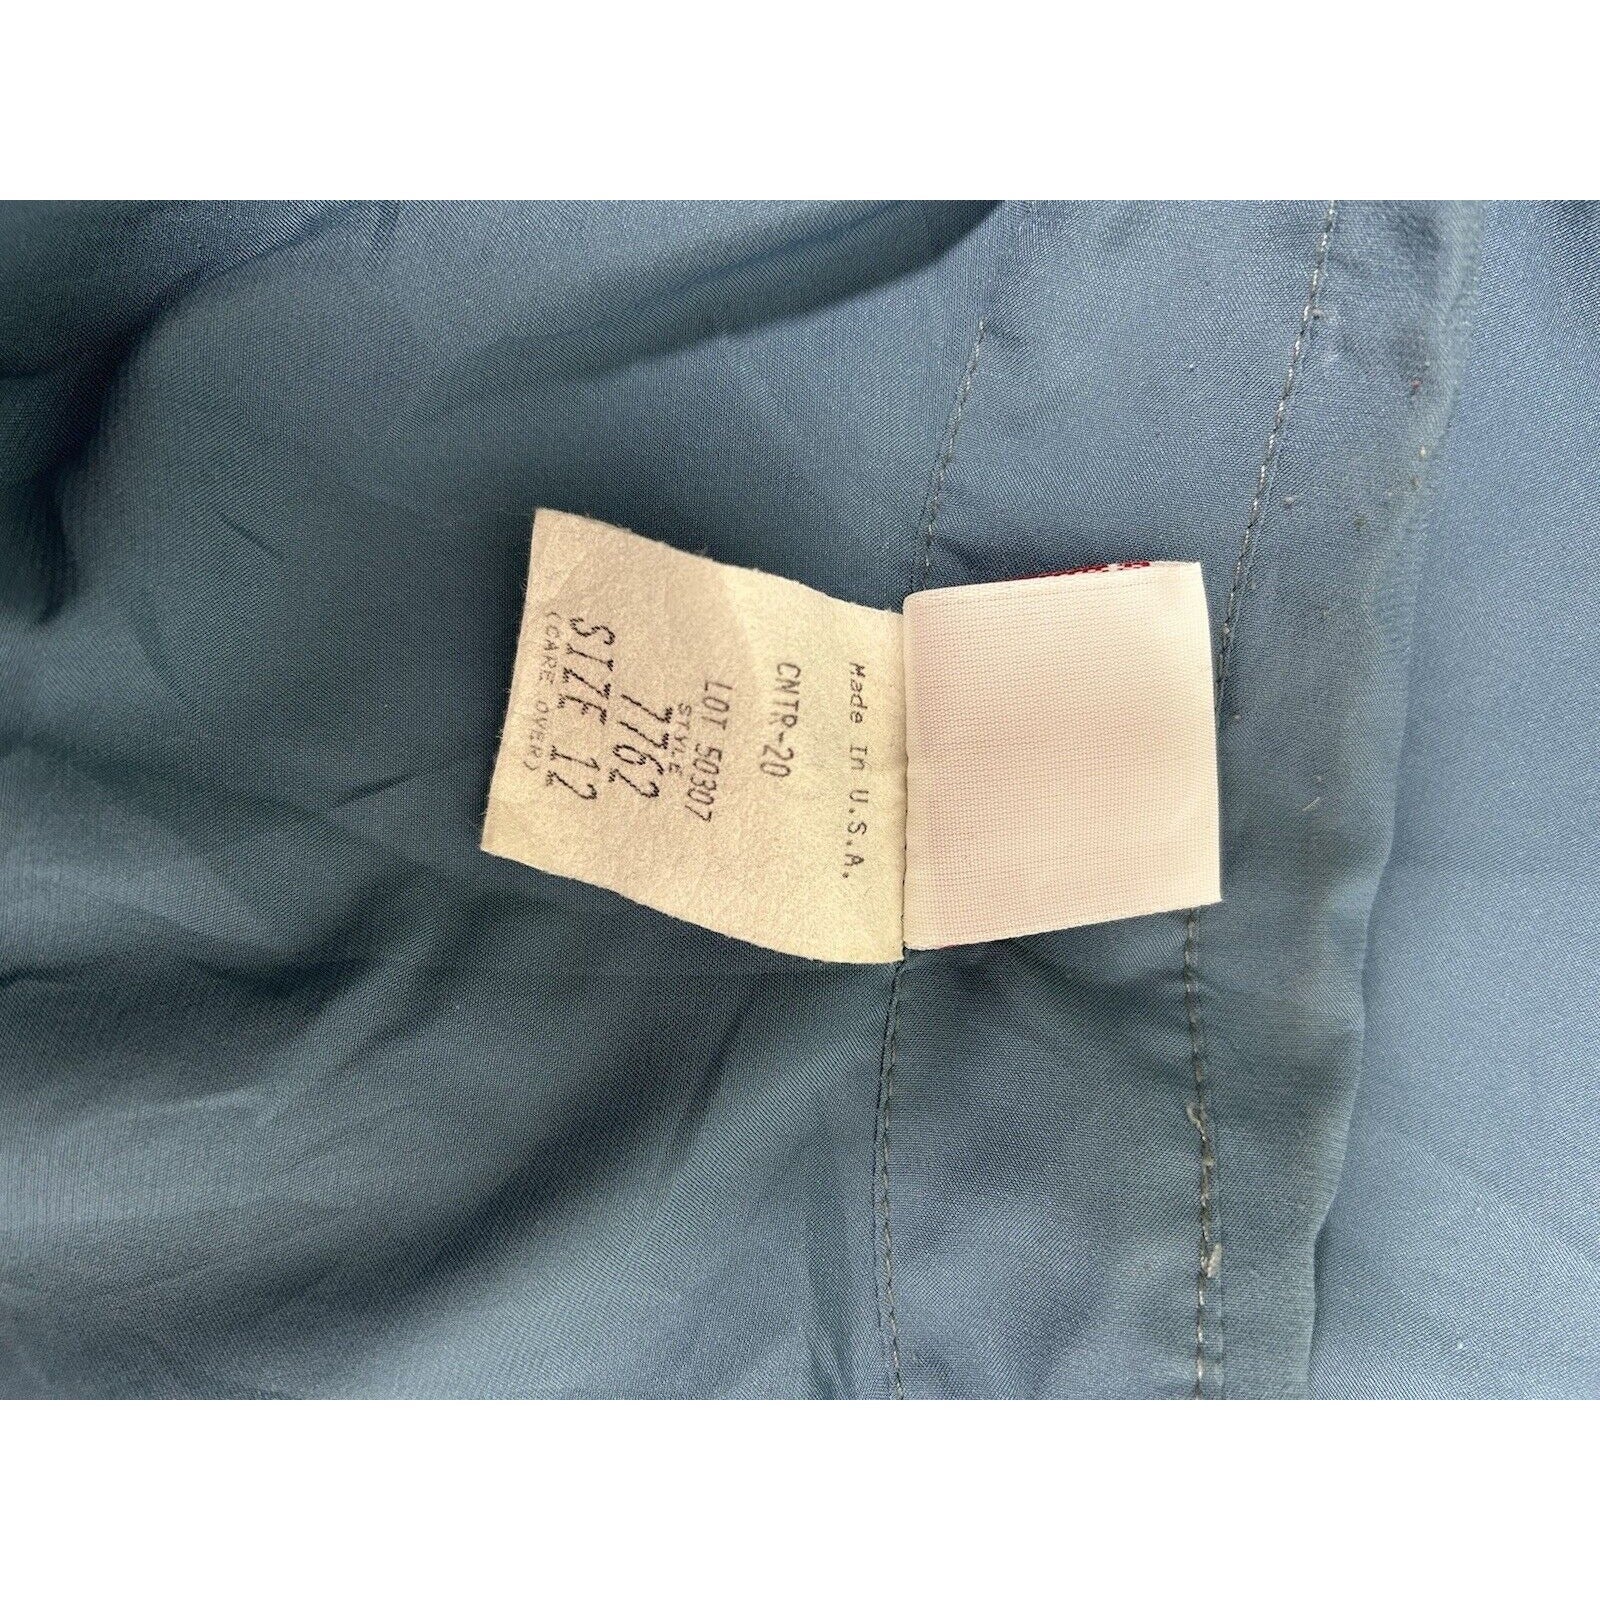 Made In U.S.A.
CNTR-20
LOT 50307
STYLE
7762
SIZE 12
(CARE OVER)